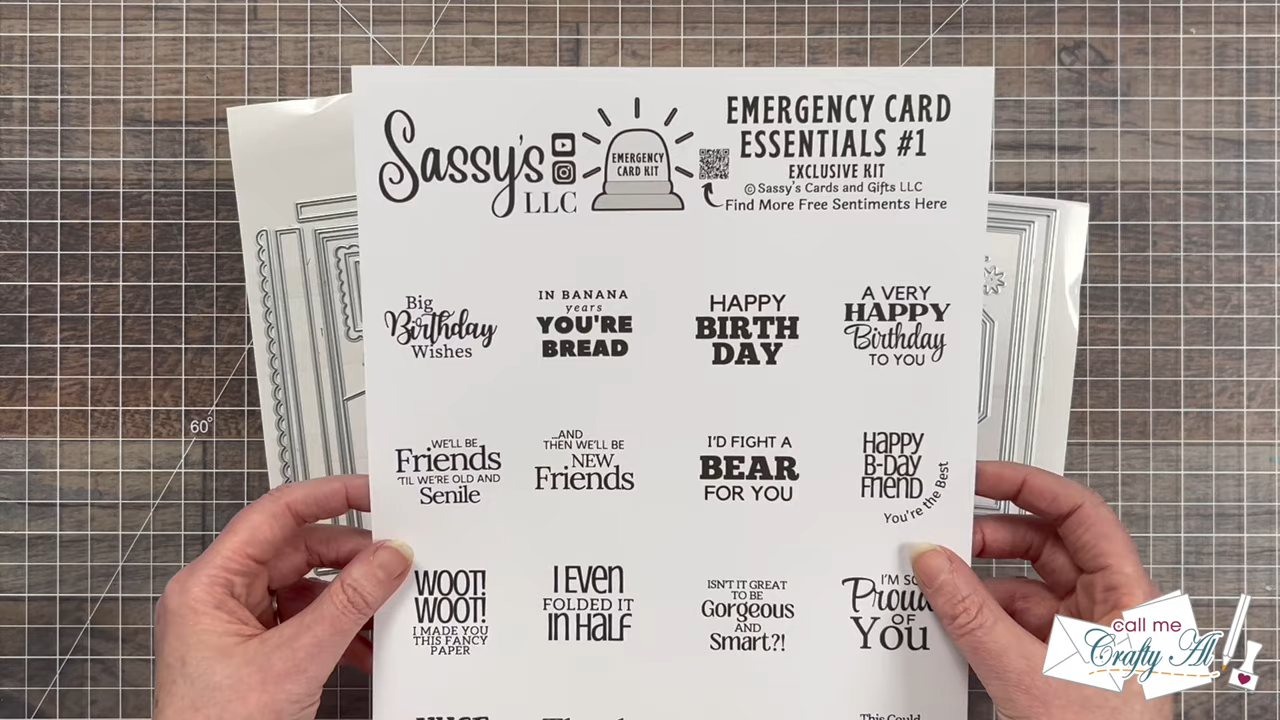 Sassy's
LLC
EMERGENCY
CARD KIT
EMERGENCY CARD
ESSENTIALS #1
EXCLUSIVE KIT
© Sassy's Cards and Gifts LLC
Find More Free Sentiments Here
Big
Birthday
Wishes
IN BANANA
years
YOU'RE
BREAD
HAPPY
BIRTH
DAY
A VERY
HAPPY
Birthday
TO YOU
WE'LL BE
Friends
'TIL WE'RE OLD AND
Senile
...AND
THEN WE'LL BE
NEW
Friends
I'D FIGHT A
BEAR
FOR YOU
HAPPY
B-DAY
FRIEND
You're the Best
WOOT!
WOOT!
I MADE YOU
THIS FANCY
PAPER
I EVEN
FOLDED IT
IN HALF
ISN'T IT GREAT
TO BE
Gorgeous
AND
Smart?!
I'M SO
Proud
OF
You
This Could
60°
call me
Crafty Al